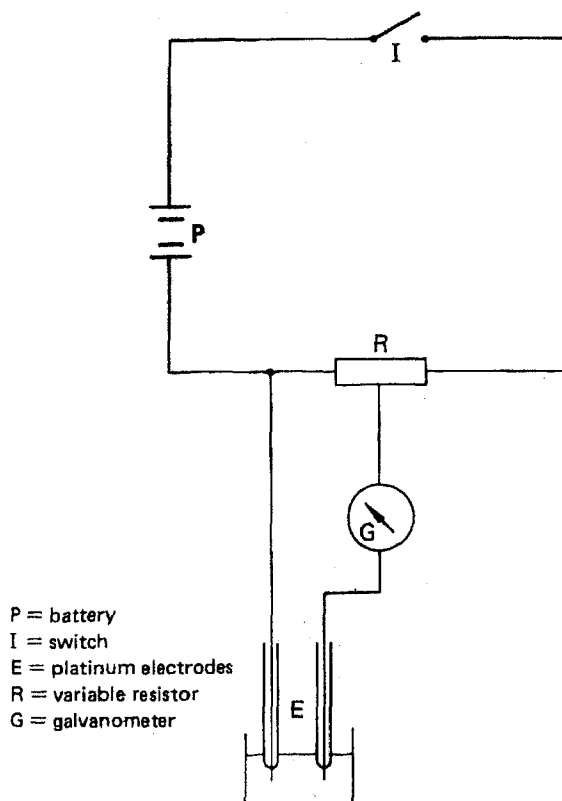 I
P
R
G
E
P = battery
I = switch
E = platinum electrodes
R = variable resistor
G = galvanometer